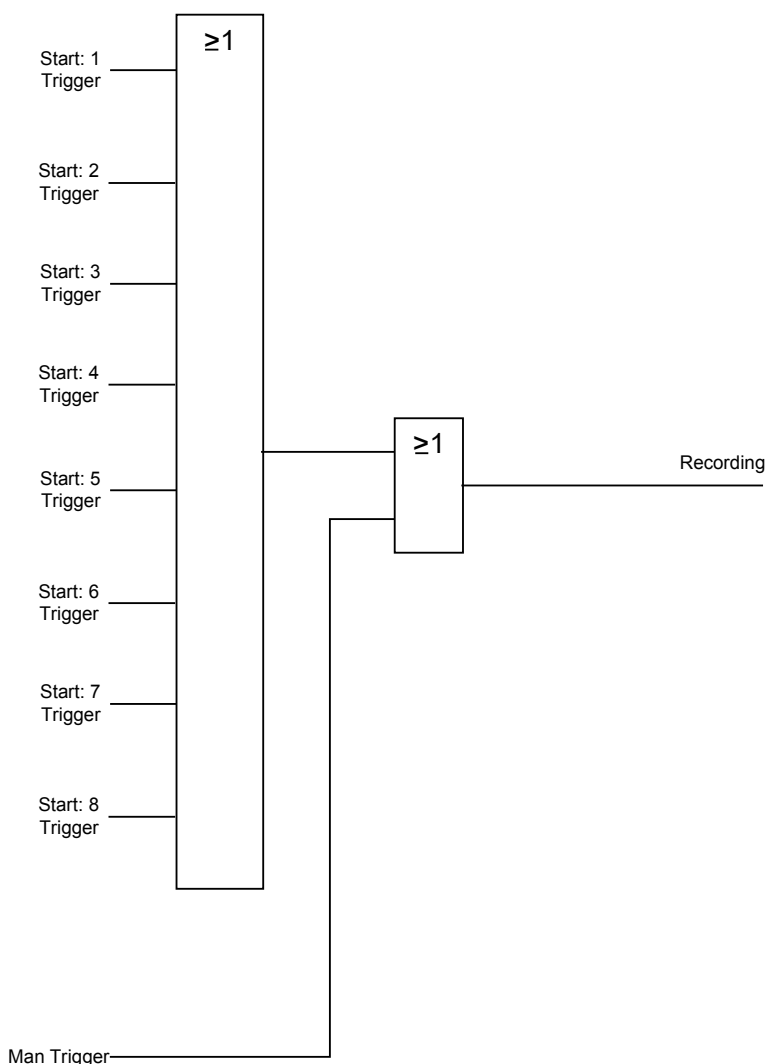 ≥1
Start: 1
Trigger
Start: 2
Trigger
Start: 3
Trigger
Start: 4
Trigger
≥1
Recording
Start: 5
Trigger
Start: 6
Trigger
Start: 7
Trigger
Start: 8
Trigger
Man Trigger